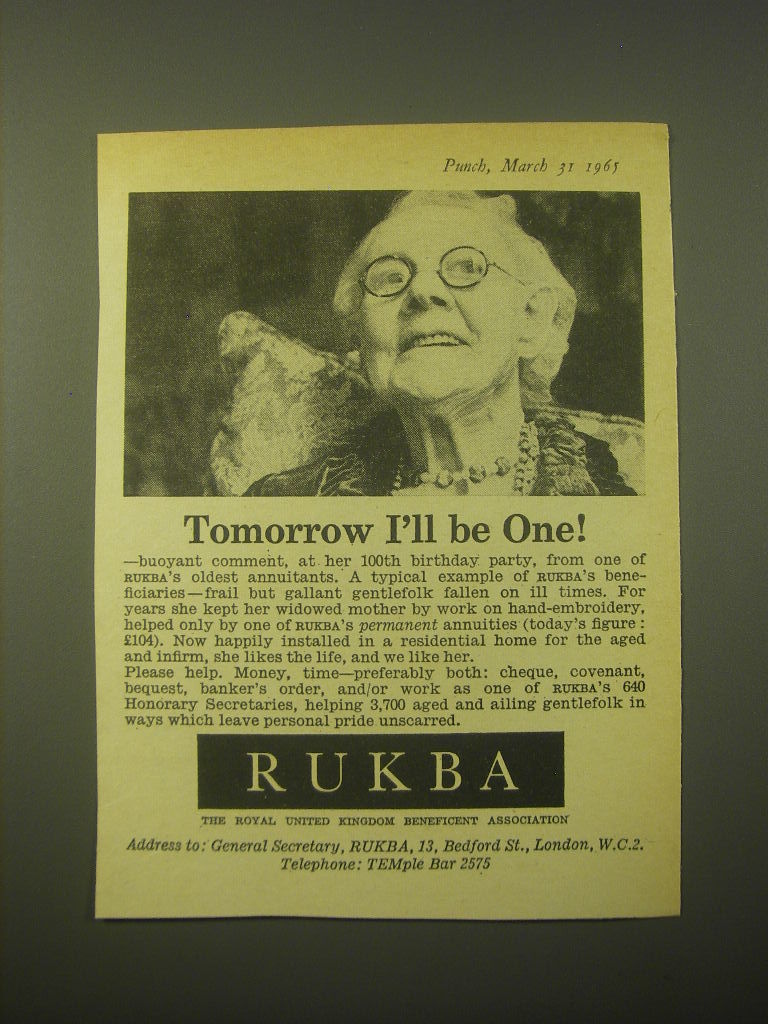 Punch, March 31 1965
Tomorrow I'll be One!
—buoyant comment, at her 100th birthday party, from one of
RUKBA's oldest annuitants. A typical example of RUKBA's bene-
ficiaries—frail but gallant gentlefolk fallen on ill times. For
years she kept her widowed mother by work on hand-embroidery,
helped only by one of RUKBA's permanent annuities (today's figure:
£104). Now happily installed in a residential home for the aged
and infirm, she likes the life, and we like her.
Please help. Money, time—preferably both: cheque, covenant,
bequest, banker's order, and/or work as one of RUKBA's 640
Honorary Secretaries, helping 3,700 aged and ailing gentlefolk in
ways which leave personal pride unscarred.
RUKBA
THE ROYAL UNITED KINGDOM BENEFICENT ASSOCIATION
Address to: General Secretary, RUKBA, 13, Bedford St., London, W.C.2.
Telephone: TEMple Bar 2575